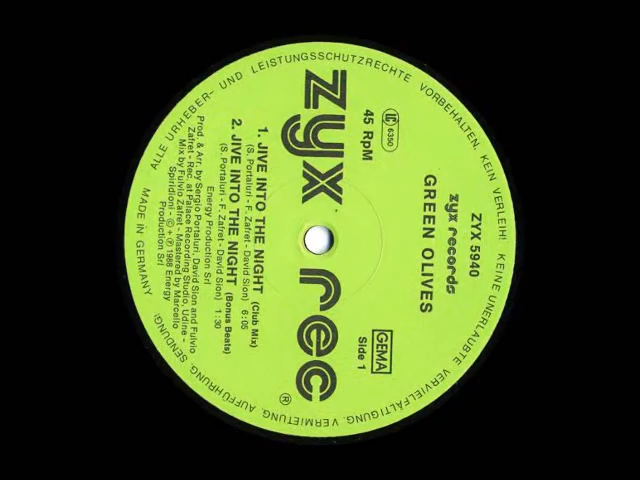 ALLE URHEBER- UND LEISTUNGSSCHUTZRECHTE VORBEHALTEN. KEIN VERLEIH! KEINE UNERLAUBTE VERVIELFÄLTIGUNG, VERMIETUNG, AUFFÜHRUNG, SENDUNG!
ZYX 5940
zyx records
GREEN OLIVES
LC 6350
45 RpM
GEMA
Side 1
zyx rec ®
1. JIVE INTO THE NIGHT (Club Mix)
(S. Portaluri - F. Zafret - David Sion) 6:05
2. JIVE INTO THE NIGHT (Bonus Beats)
(S. Portaluri - F. Zafret - David Sion) 1:30
Energy Production Srl
Prod. & Arr. by Sergio Portaluri, David Sion and Fulvio
Zafret - Rec. at Palace Recording Studio, Udine -
Mix by Fulvio Zafret - Mastered by Marcello
Spiridioni - © + ℗ 1988 Energy
Production Srl
MADE IN GERMANY